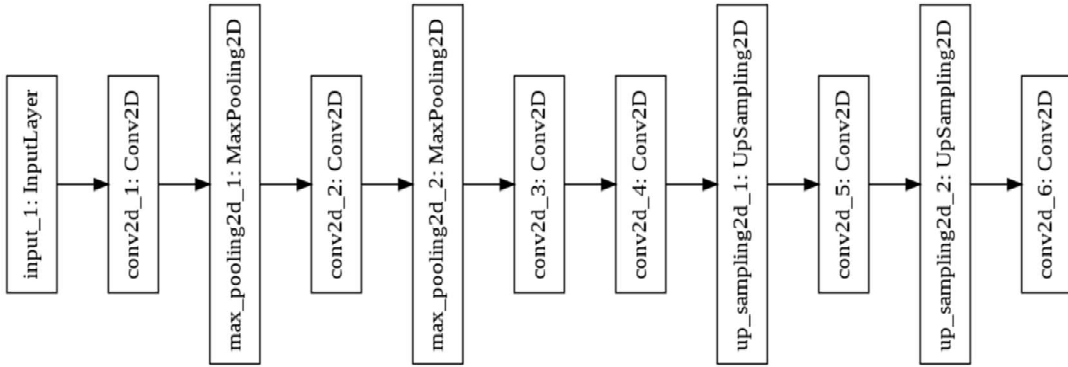 input_1: InputLayer
conv2d_1: Conv2D
max_pooling2d_1: MaxPooling2D
conv2d_2: Conv2D
max_pooling2d_2: MaxPooling2D
conv2d_3: Conv2D
conv2d_4: Conv2D
up_sampling2d_1: UpSampling2D
conv2d_5: Conv2D
up_sampling2d_2: UpSampling2D
conv2d_6: Conv2D